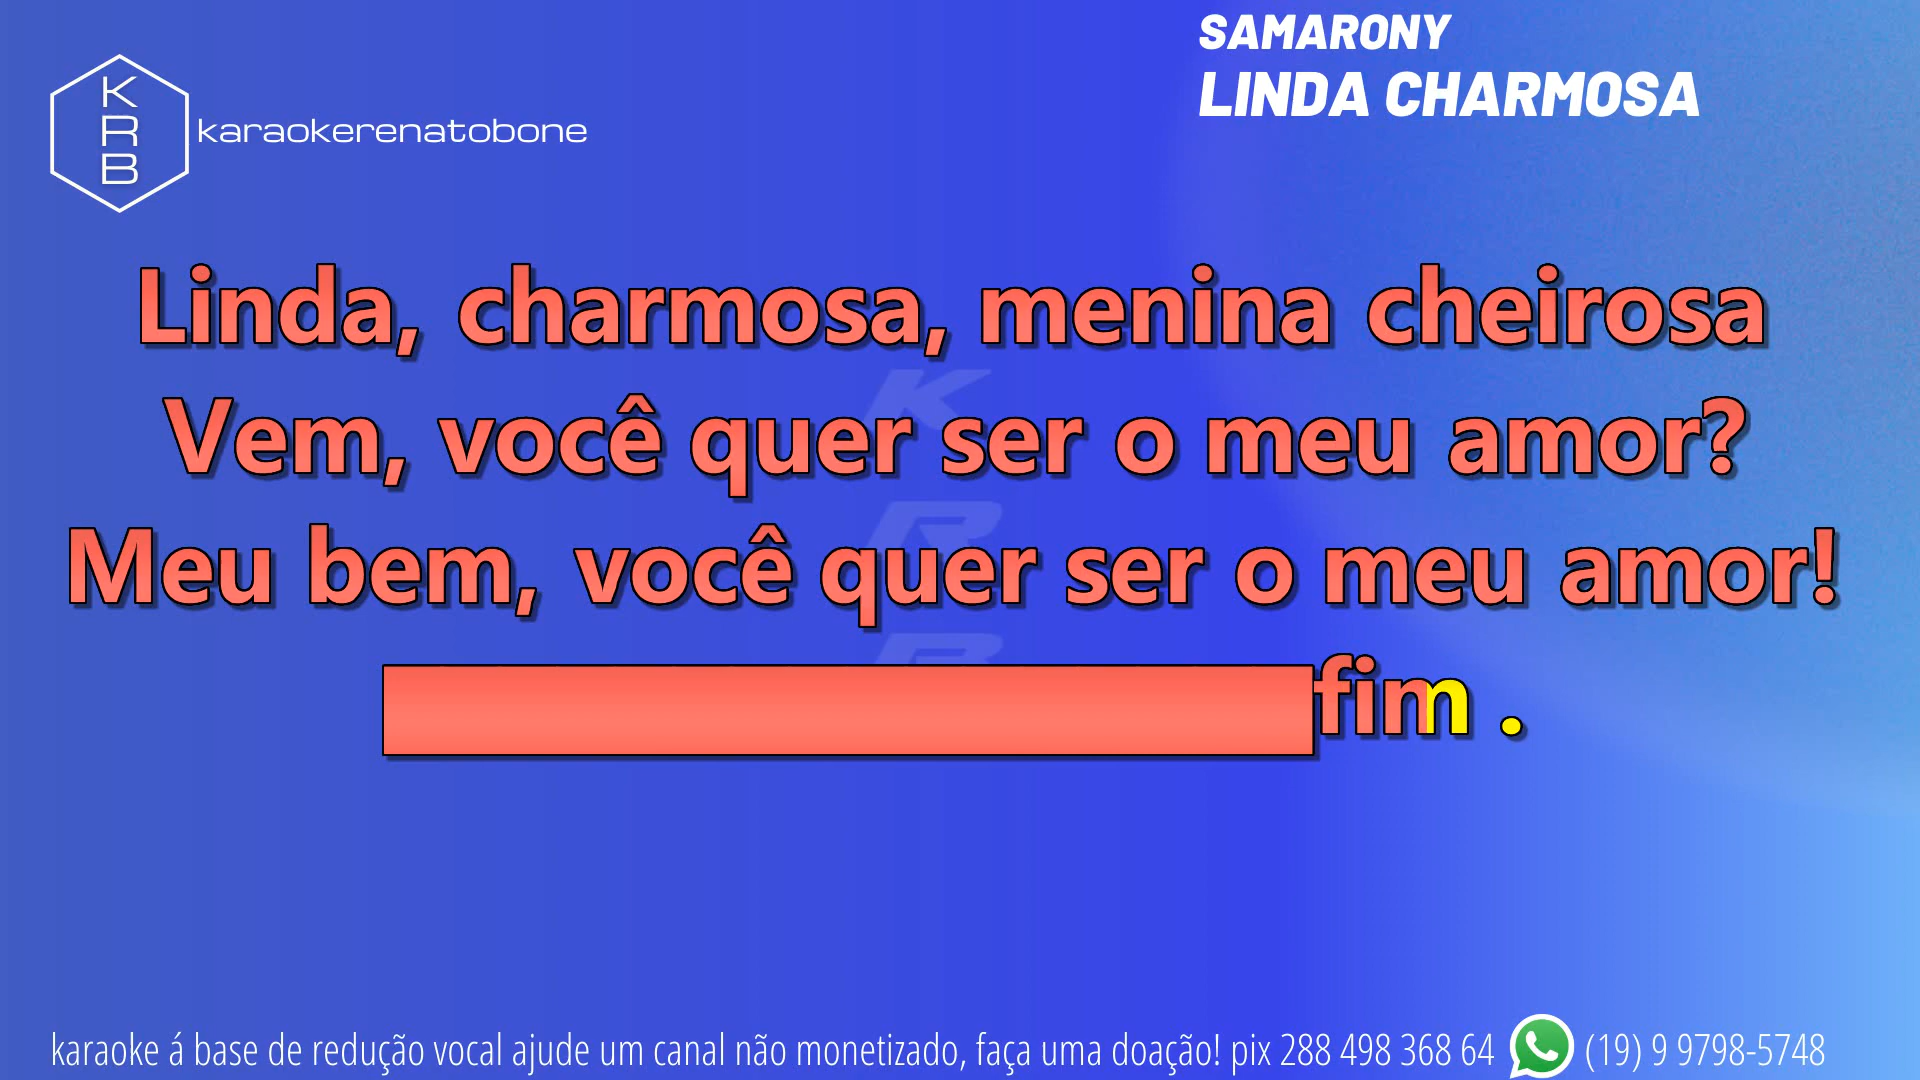 SAMARONY
LINDA CHARMOSA
K
R
B
karaokerenatobone
Linda, charmosa, menina cheirosa
Vem, você quer ser o meu amor?
Meu bem, você quer ser o meu amor!
fim .
K
R
B
karaoke á base de redução vocal ajude um canal não monetizado, faça uma doação! pix 288 498 368 64 (19) 9 9798-5748